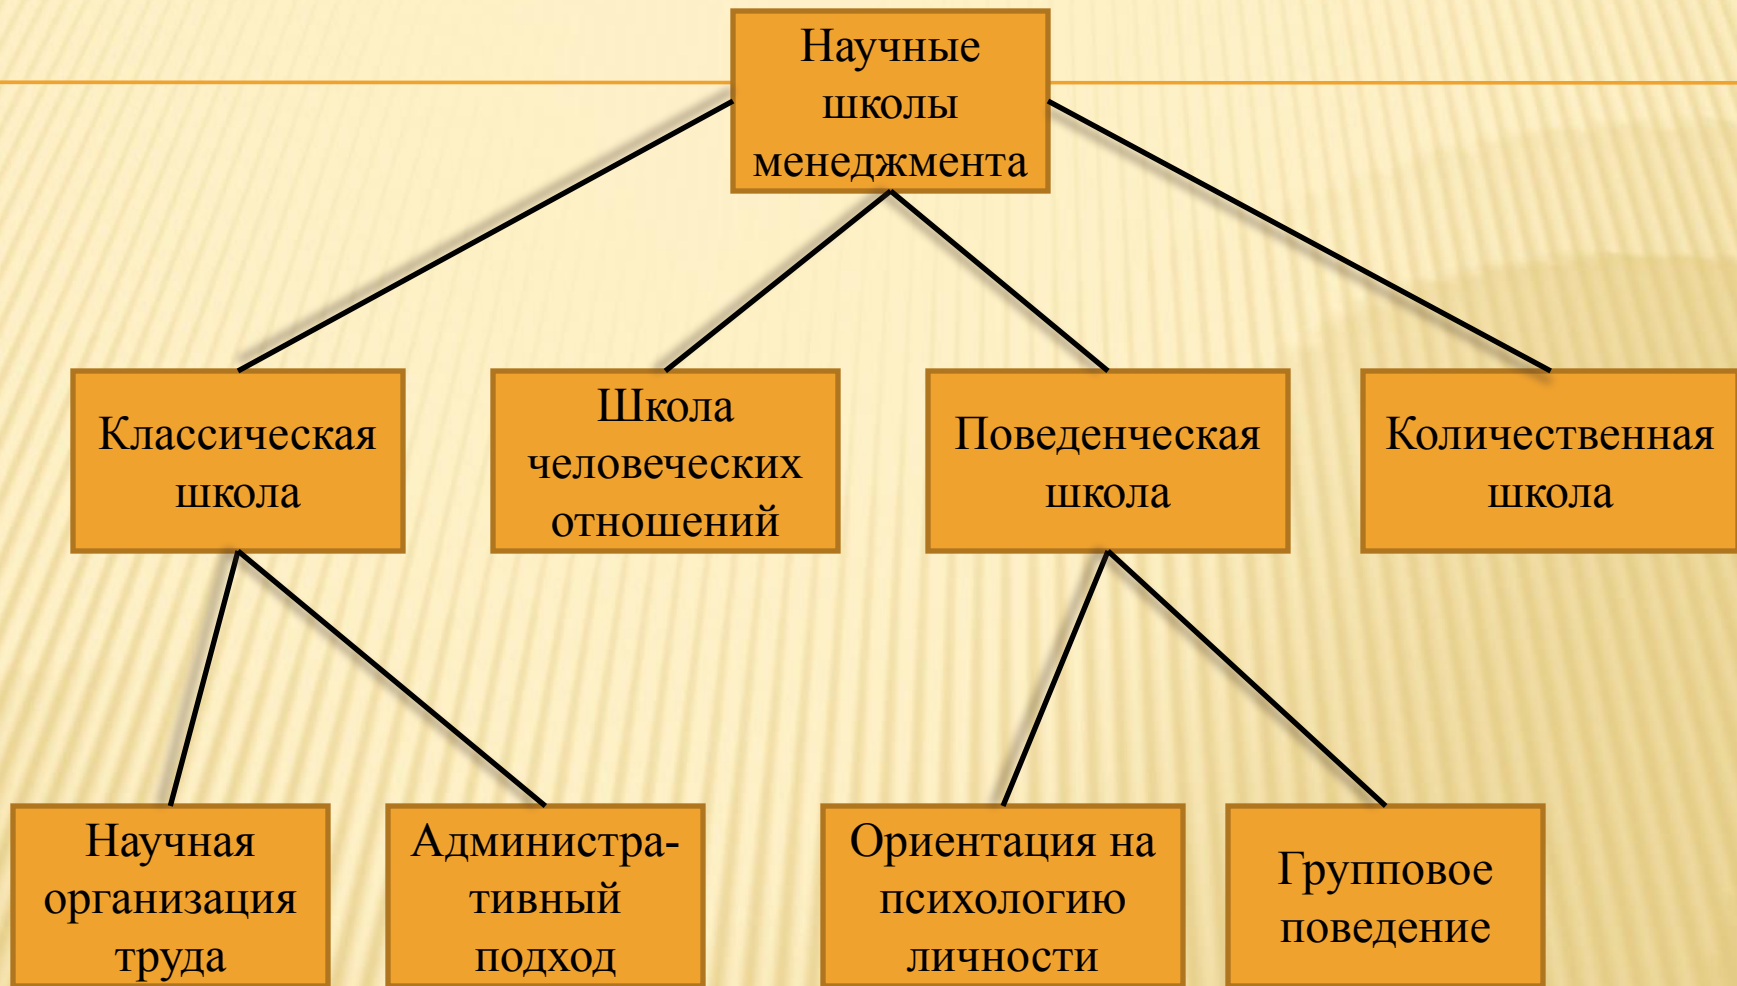 Научные
школы
менеджмента
Классическая
школа
Школа
человеческих
отношений
Поведенческая
школа
Количественная
школа
Научная
организация
труда
Администра-
тивный
подход
Ориентация на
психологию
личности
Групповое
поведение